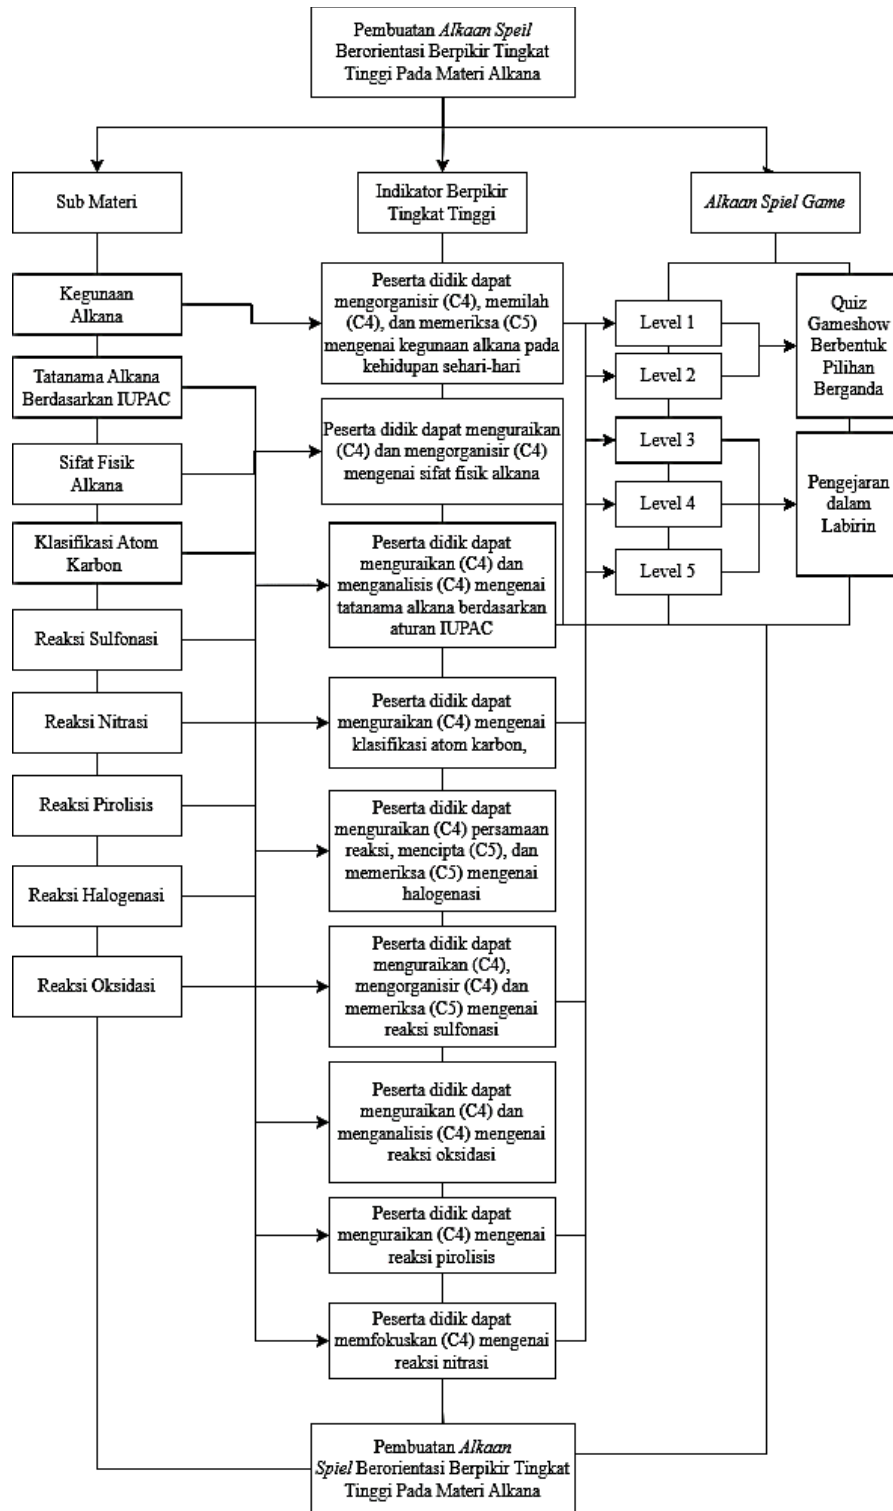 Pembuatan Alkaan Speil
Berorientasi Berpikir Tingkat
Tinggi Pada Materi Alkana
Sub Materi
Indikator Berpikir
Tingkat Tinggi
Alkaan Spiel Game
Kegunaan
Alkana
Tatanama Alkana
Berdasarkan IUPAC
Sifat Fisik
Alkana
Klasifikasi Atom
Karbon
Reaksi Sulfonasi
Reaksi Nitrasi
Reaksi Pirolisis
Reaksi Halogenasi
Reaksi Oksidasi
Peserta didik dapat
mengorganisir (C4), memilah
(C4), dan memeriksa (C5)
mengenai kegunaan alkana pada
kehidupan sehari-hari
Peserta didik dapat menguraikan
(C4) dan mengorganisir (C4)
mengenai sifat fisik alkana
Peserta didik dapat
menguraikan (C4) dan
menganalisis (C4) mengenai
tatanama alkana berdasarkan
aturan IUPAC
Peserta didik dapat
menguraikan (C4) mengenai
klasifikasi atom karbon,
Peserta didik dapat
menguraikan (C4) persamaan
reaksi, mencipta (C5), dan
memeriksa (C5) mengenai
halogenasi
Peserta didik dapat
menguraikan (C4),
mengorganisir (C4) dan
memeriksa (C5) mengenai
reaksi sulfonasi
Peserta didik dapat
menguraikan (C4) dan
menganalisis (C4) mengenai
reaksi oksidasi
Peserta didik dapat
menguraikan (C4) mengenai
reaksi pirolisis
Peserta didik dapat
memfokuskan (C4) mengenai
reaksi nitrasi
Level 1
Level 2
Level 3
Level 4
Level 5
Quiz
Gameshow
Berbentuk
Pilihan
Berganda
Pengejaran
dalam
Labirin
Pembuatan Alkaan
Spiel Berorientasi Berpikir Tingkat
Tinggi Pada Materi Alkana